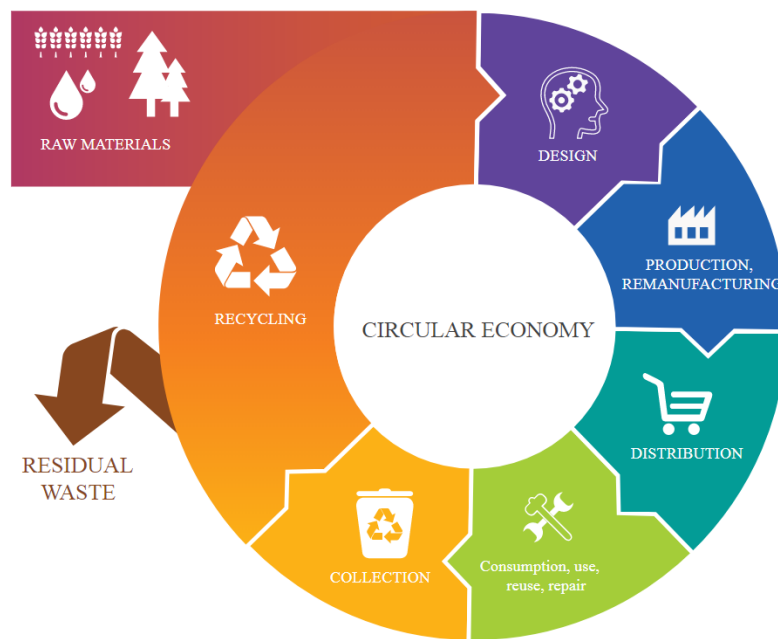 RAW MATERIALS
DESIGN
PRODUCTION,
REMANUFACTURING
RECYCLING
CIRCULAR ECONOMY
DISTRIBUTION
RESIDUAL
WASTE
COLLECTION
Consumption, use,
reuse, repair